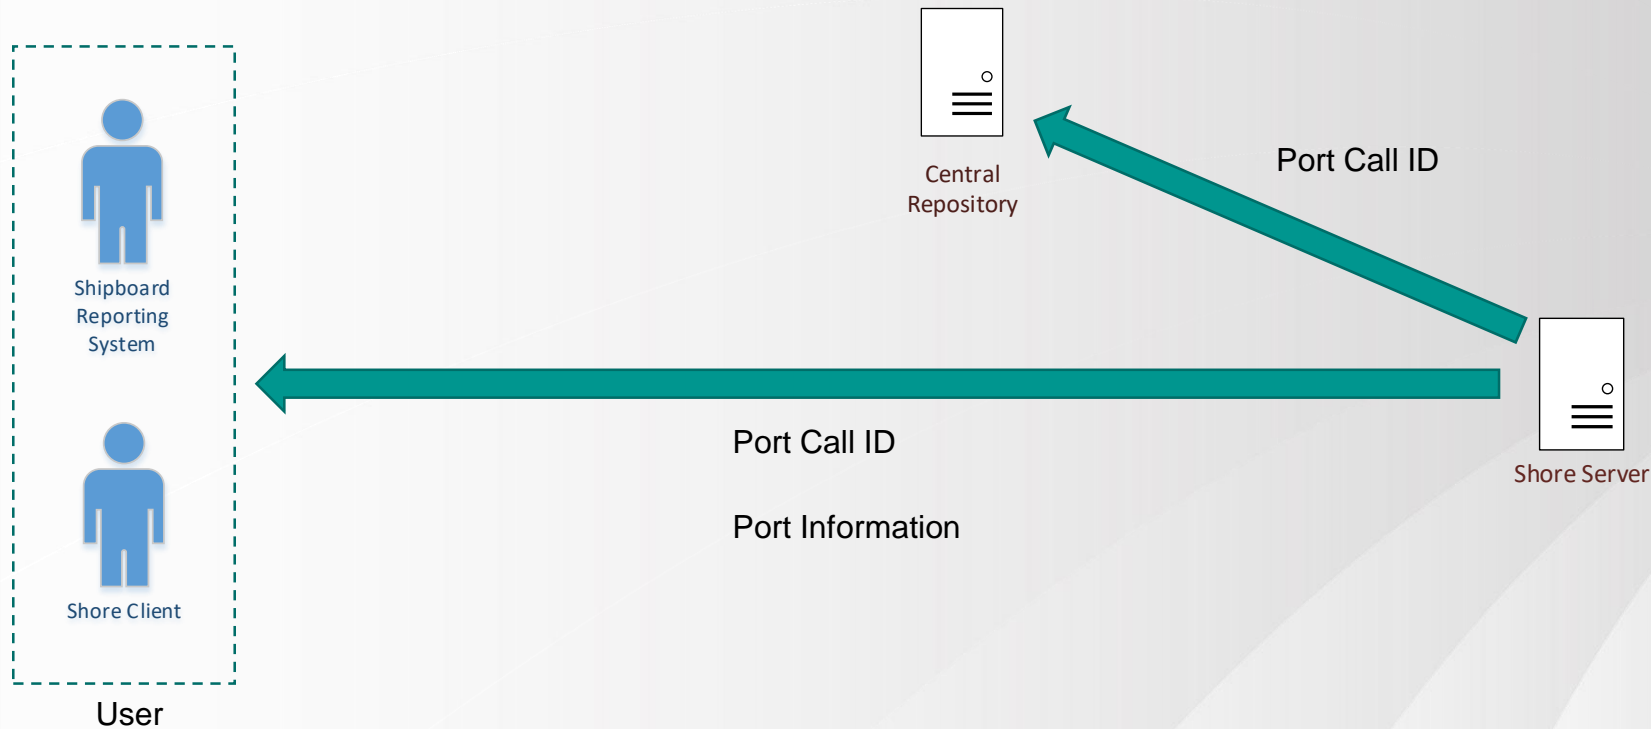 Central
Repository
Port Call ID
Shipboard
Reporting
System
Port Call ID
Shore Server
Port Information
Shore Client
User